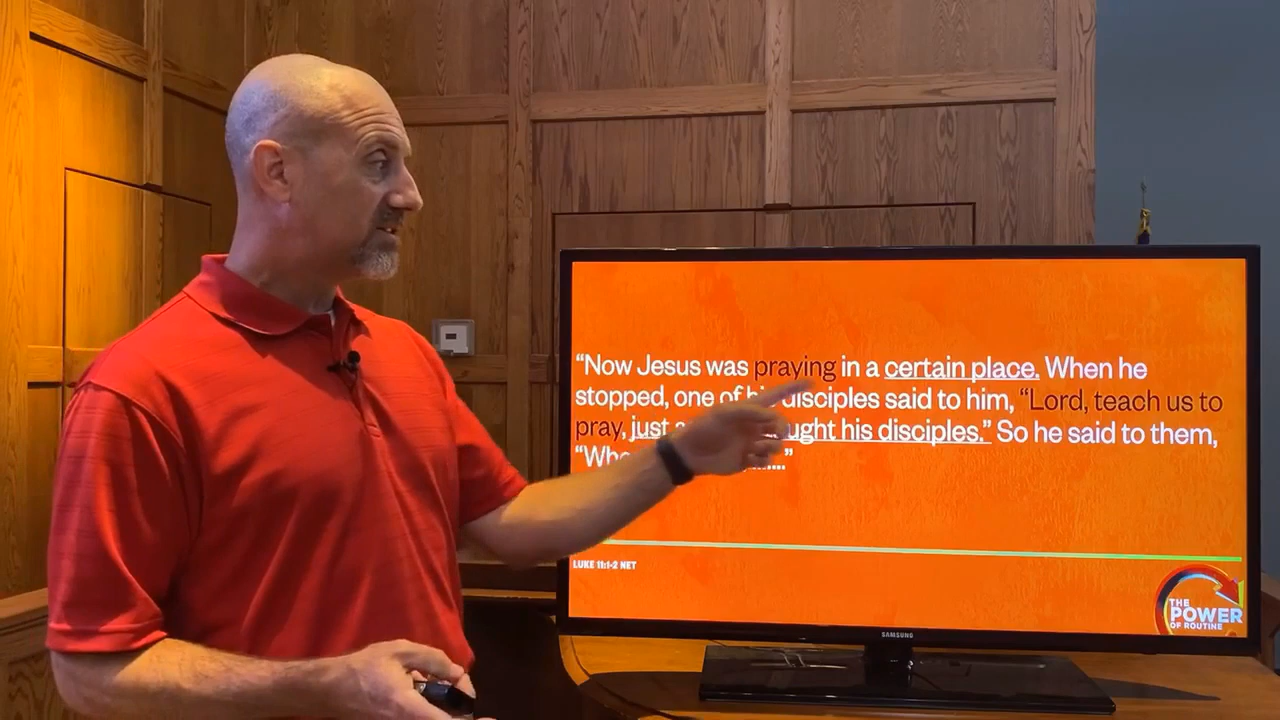 “Now Jesus was praying in a certain place. When he
stopped, one of his disciples said to him, “Lord, teach us to
pray, just ught his disciples.” So he said to them,
“Whe ....”
LUKE 11:1-2 NET
THE
POWER
OF ROUTINE
SAMSUNG